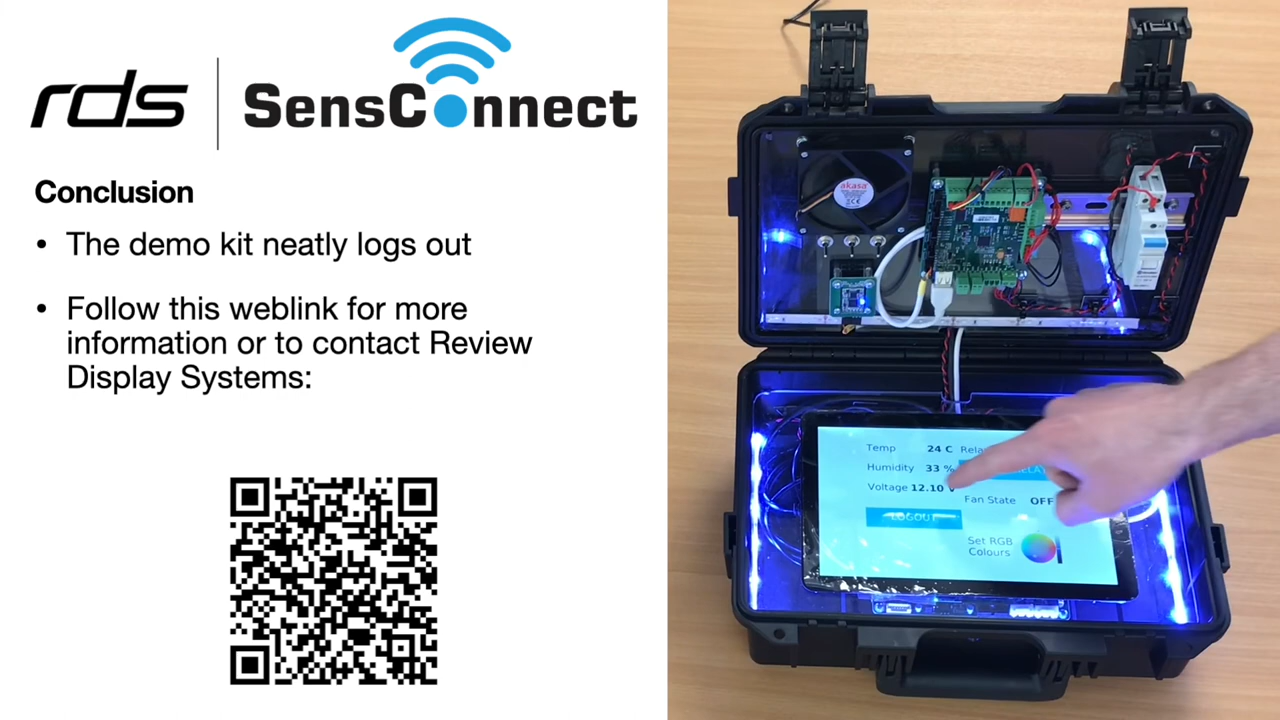 rds
SensConnect
Conclusion
• The demo kit neatly logs out
• Follow this weblink for more
information or to contact Review
Display Systems:
akasa
Temp 24 C
Humidity 33 %
Voltage 12.10
LOGOUT
Fan State OFF
Set RGB
Colours